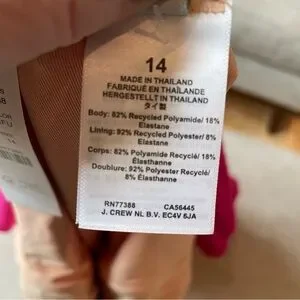 14
MADE IN THAILAND
FABRIQUÉ EN THAÏLANDE
HERGESTELLT IN THAILAND
タイ製
Body: 82% Recycled Polyamide/ 18%
Elastane
Lining: 92% Recycled Polyester/ 8%
Elastane
Corps: 82% Polyamide Recyclé/ 18%
Élasthanne
Doublure: 92% Polyester Recyclé/
8% Élasthanne
RN77388 CA56445
J. CREW NL B.V. EC4V 6JA
14